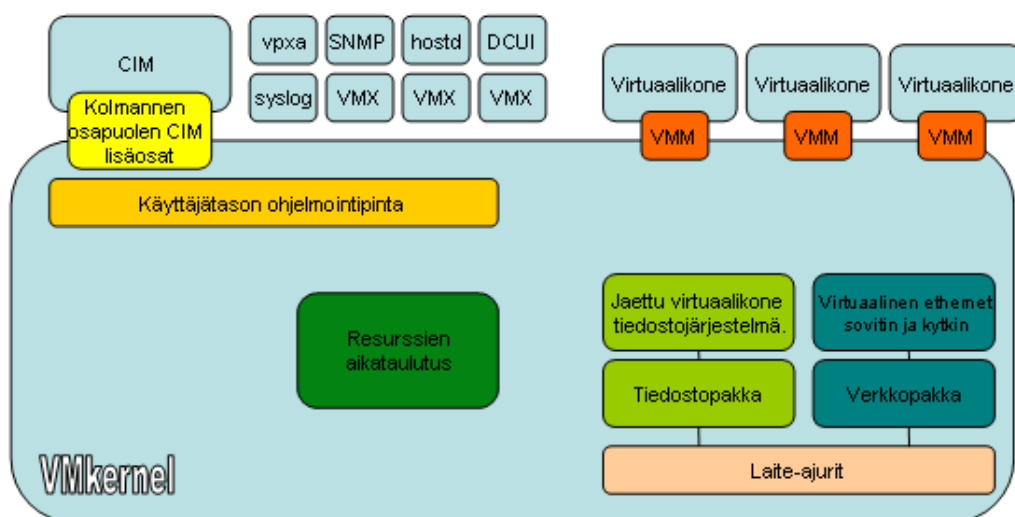 CIM
vpxa
SNMP
hostd
DCUI
syslog
VMX
VMX
VMX
Kolmannen
osapuolen CIM
lisäosat
Virtuaalikone
Virtuaalikone
Virtuaalikone
VMM
VMM
VMM
Käyttäjätason ohjelmointipinta
Resurssien
aikataulutus
Jaettu virtuaalikone
tiedostojärjestelmä.
Virtuaalinen ethernet
sovitin ja kytkin
Tiedostopakka
Verkkopakka
Laite-ajurit
VMkernel